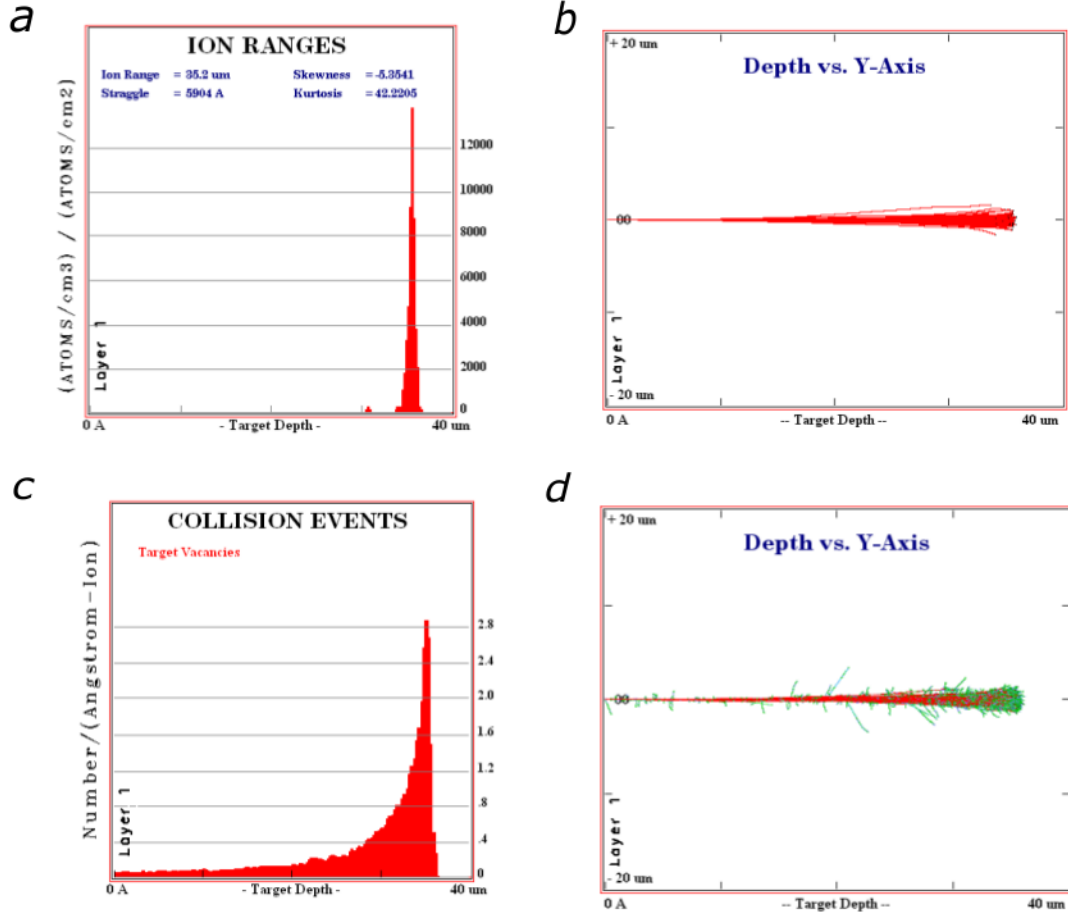 a
ION RANGES
Ion Range = 35.2 um Skewness = -5.3541
Straggle = 5904 A Kurtosis = 42.2205
(ATOMS/cm3) / (ATOMS/cm2)
12000
10000
8000
6000
4000
2000
0
Layer 1
0 A - Target Depth - 40 um
b
+ 20 um
Depth vs. Y-Axis
00
Layer 1
- 20 um
0 A -- Target Depth -- 40 um
c
COLLISION EVENTS
Target Vacancies
Number/(Angstrom-Ion)
2.8
2.4
2.0
1.6
1.2
.8
.4
0
Layer 1
0 A - Target Depth - 40 um
d
+ 20 um
Depth vs. Y-Axis
00
Layer 1
- 20 um
0 A -- Target Depth -- 40 um